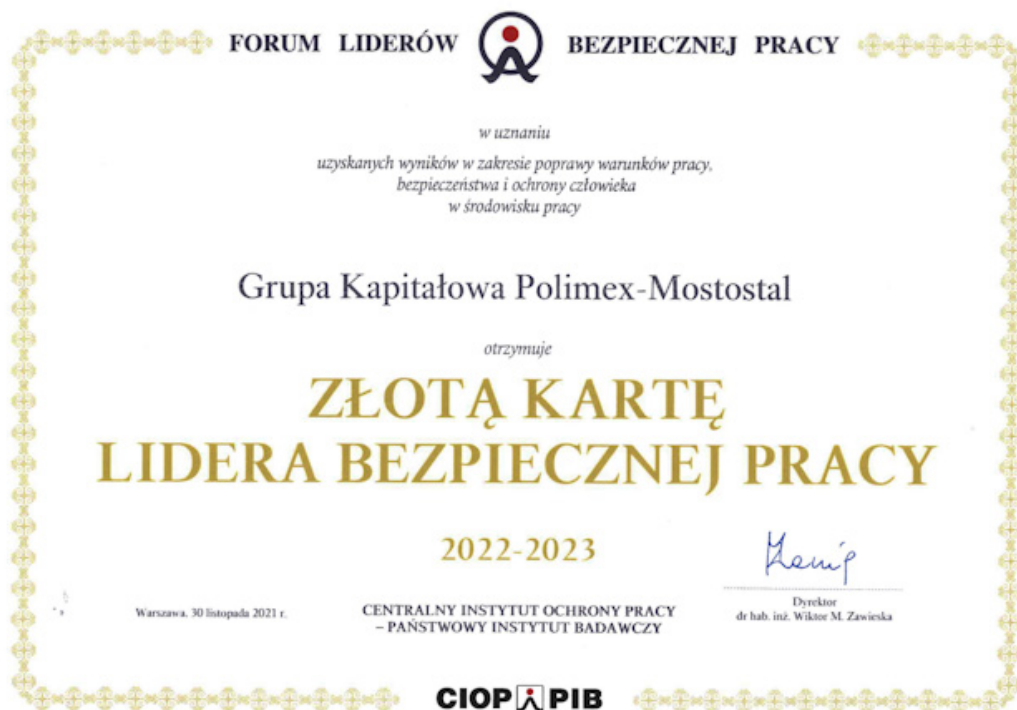 FORUM LIDERÓW BEZPIECZNEJ PRACY
w uznaniu
uzyskanych wyników w zakresie poprawy warunków pracy,
bezpieczeństwa i ochrony człowieka
w środowisku pracy
Grupa Kapitałowa Polimex-Mostostal
otrzymuje
ZŁOTĄ KARTĘ
LIDERA BEZPIECZNEJ PRACY
2022-2023
Warszawa, 30 listopada 2021 r.
CENTRALNY INSTYTUT OCHRONY PRACY
– PAŃSTWOWY INSTYTUT BADAWCZY
Dyrektor
dr hab. inż. Wiktor M. Zawieska
CIOP PIB